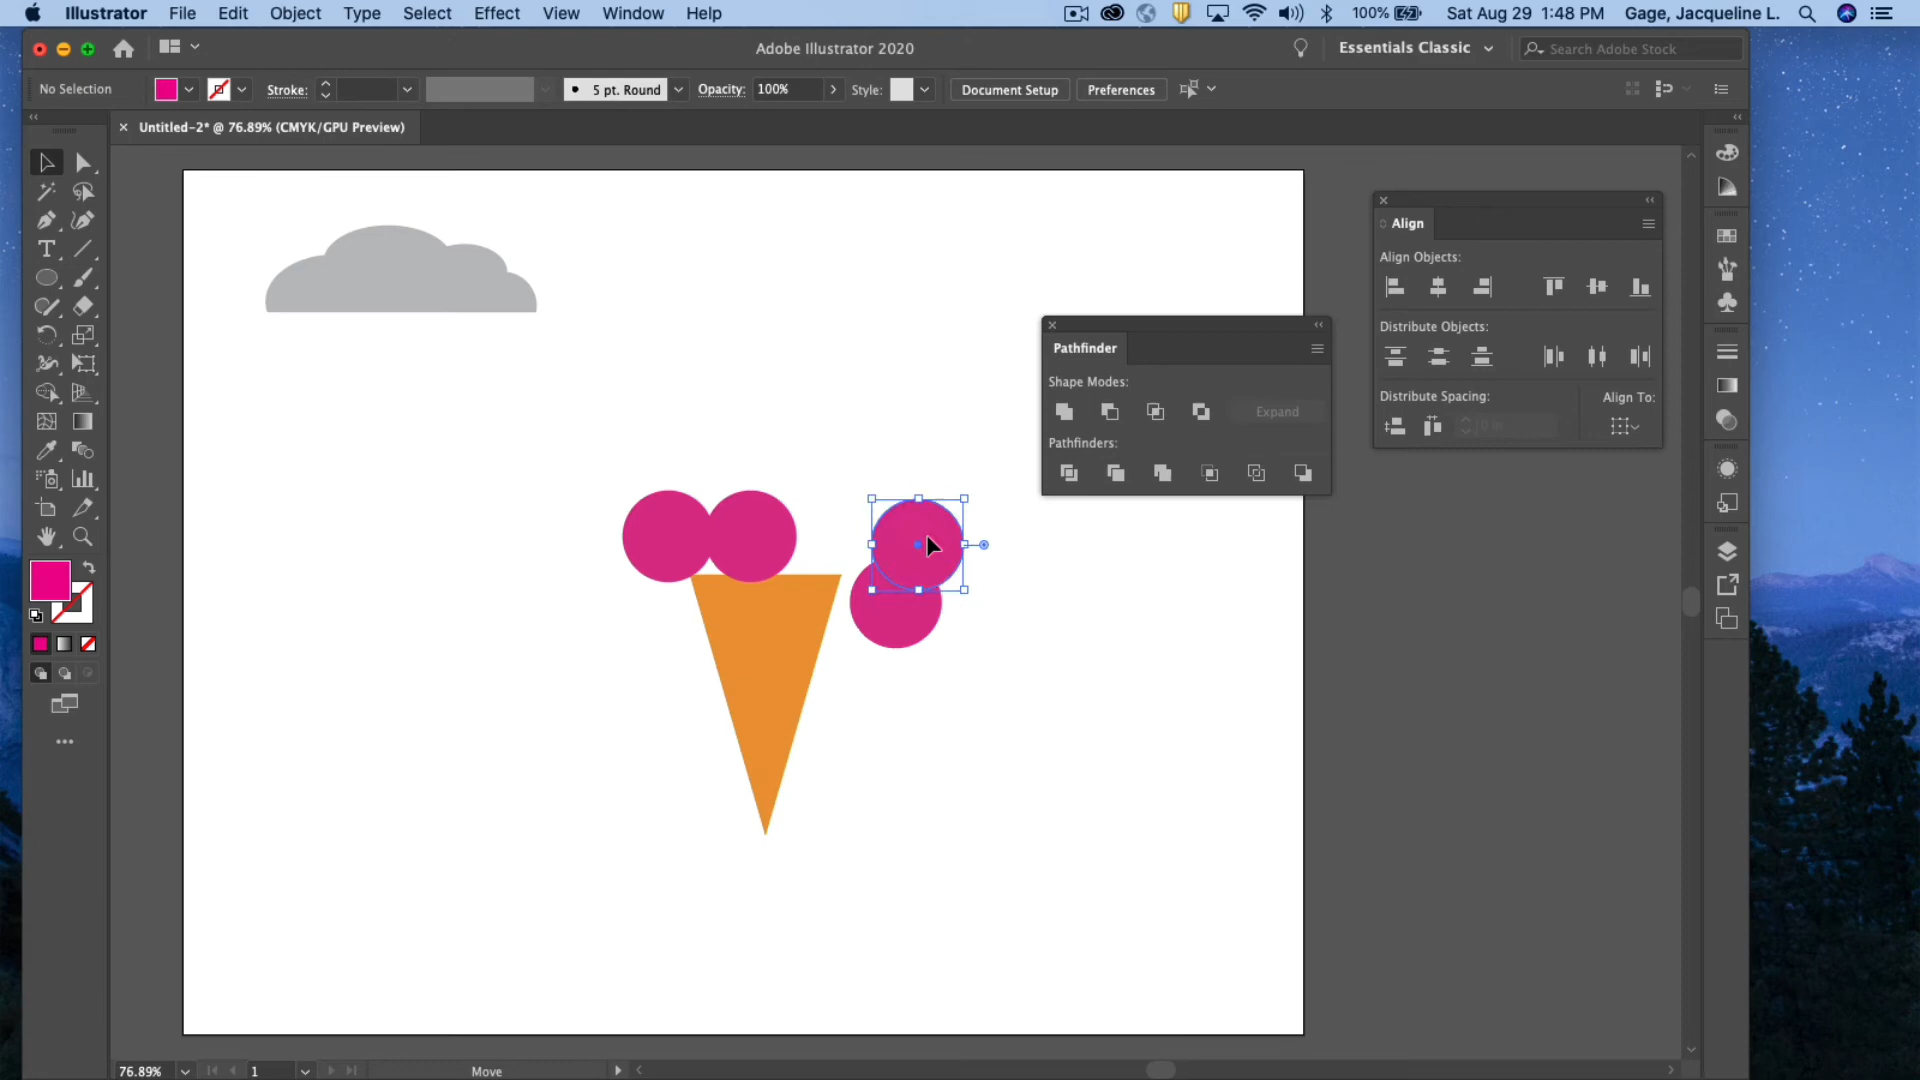 Illustrator File Edit Object Type Select Effect View Window Help 100% Sat Aug 29 1:48 PM Gage, Jacqueline L.
Adobe Illustrator 2020 Essentials Classic Search Adobe Stock
No Selection Stroke: 5 pt. Round Opacity: 100% Style: Document Setup Preferences
Untitled-2* @ 76.89% (CMYK/GPU Preview)
Align
Align Objects:
Distribute Objects:
Distribute Spacing: Align To:
0 in
Pathfinder
Shape Modes:
Expand
Pathfinders:
76.89% 1 Move